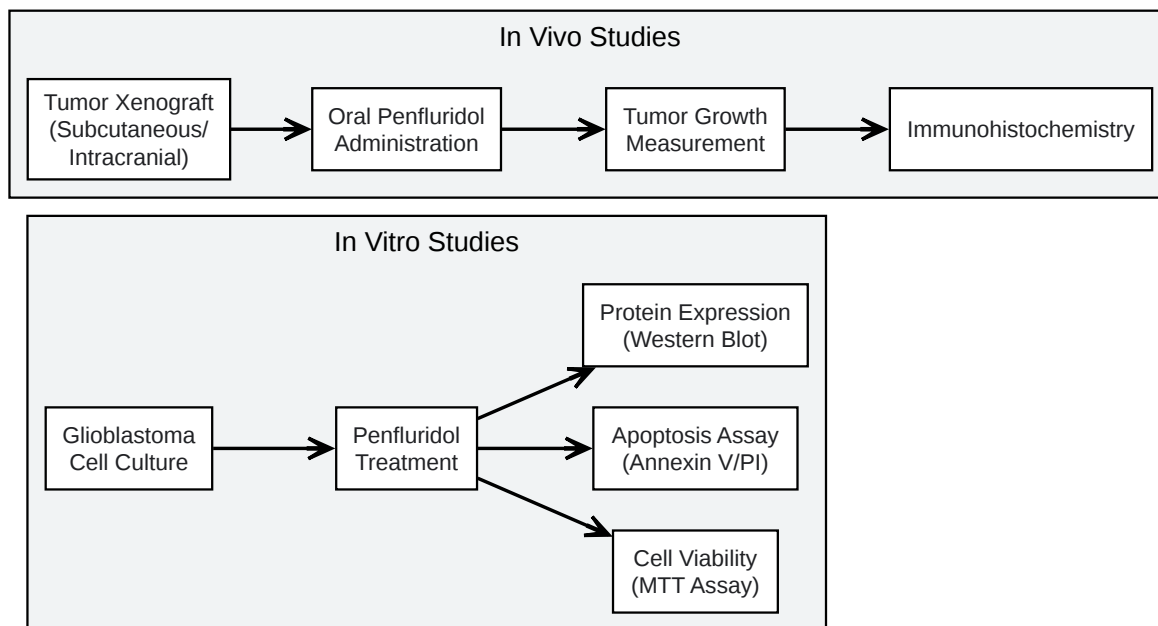 In Vivo Studies
Tumor Xenograft
(Subcutaneous/
Intracranial)
Oral Penfluridol
Administration
Tumor Growth
Measurement
Immunohistochemistry
In Vitro Studies
Glioblastoma
Cell Culture
Penfluridol
Treatment
Protein Expression
(Western Blot)
Apoptosis Assay
(Annexin V/PI)
Cell Viability
(MTT Assay)